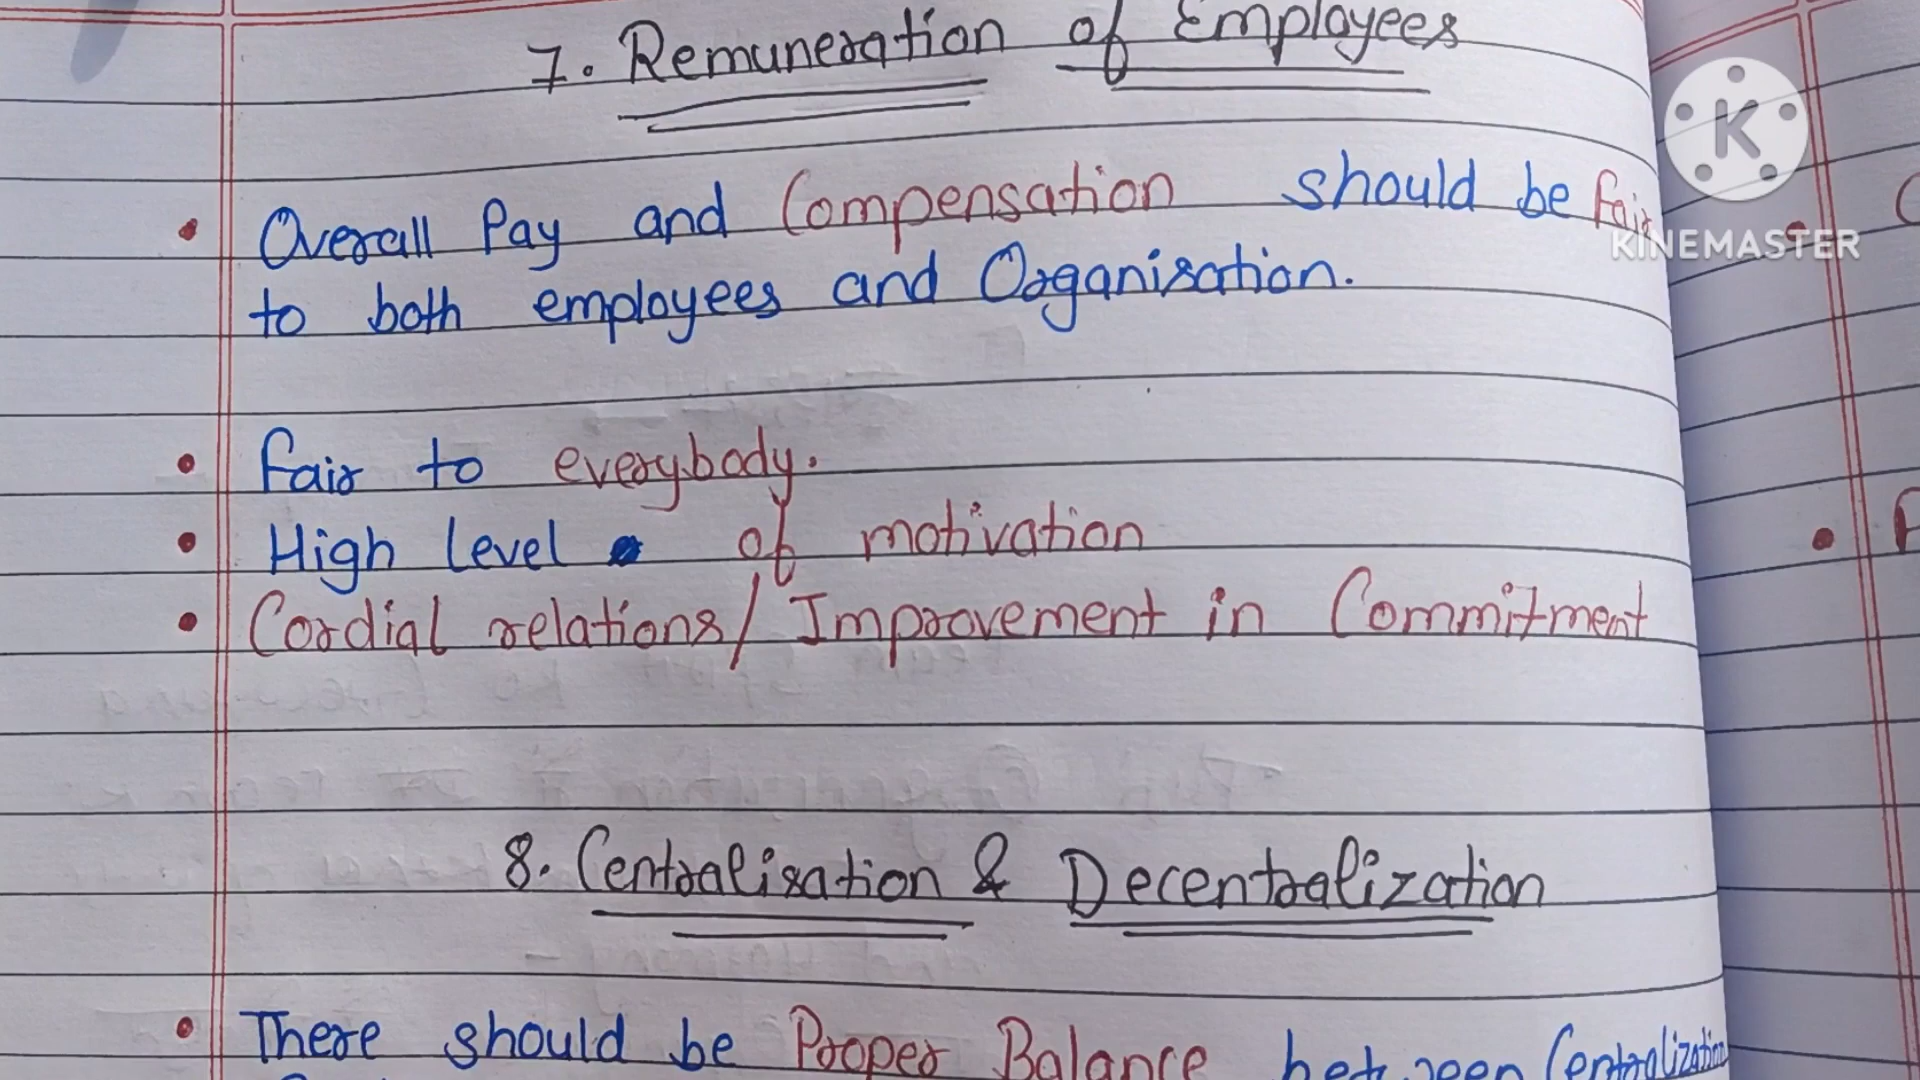 7. Remuneration of Employees
K
KINEMASTER
• Overall Pay and Compensation should be fair
to both employees and Organisation.
• fair to everybody.
• High level of motivation
• Cordial relations/ Improvement in Commitment
8. Centralisation & Decentralization
• There should be Proper Balance between Centralization